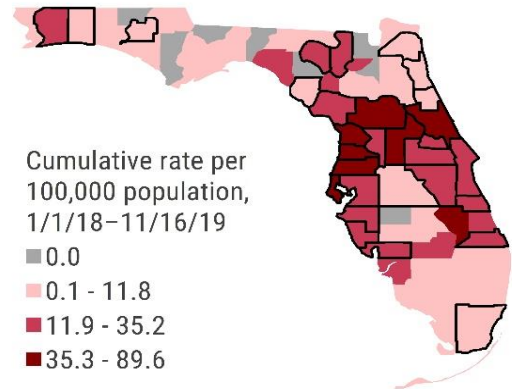 Cumulative rate per
100,000 population,
1/1/18–11/16/19
0.0
0.1 - 11.8
11.9 - 35.2
35.3 - 89.6